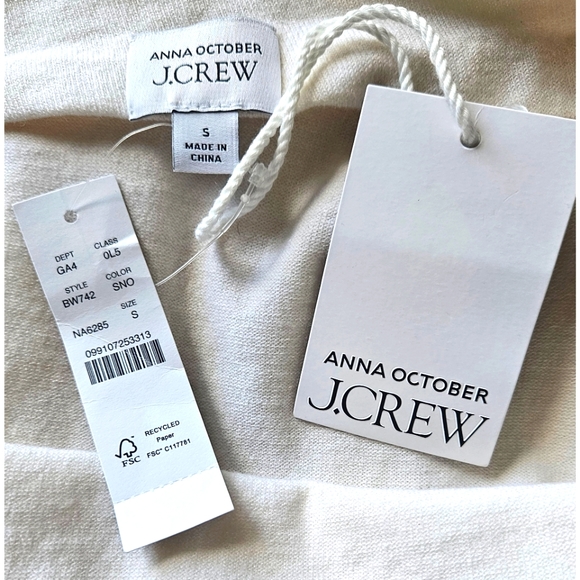 ANNA OCTOBER
J.CREW
S
MADE IN
CHINA
DEPT CLASS
GA4 0L5
STYLE COLOR
BW742 SNO
SIZE
NA6285 S
099107253313
FSC
RECYCLED
Paper
FSC® C117781
ANNA OCTOBER
J.CREW